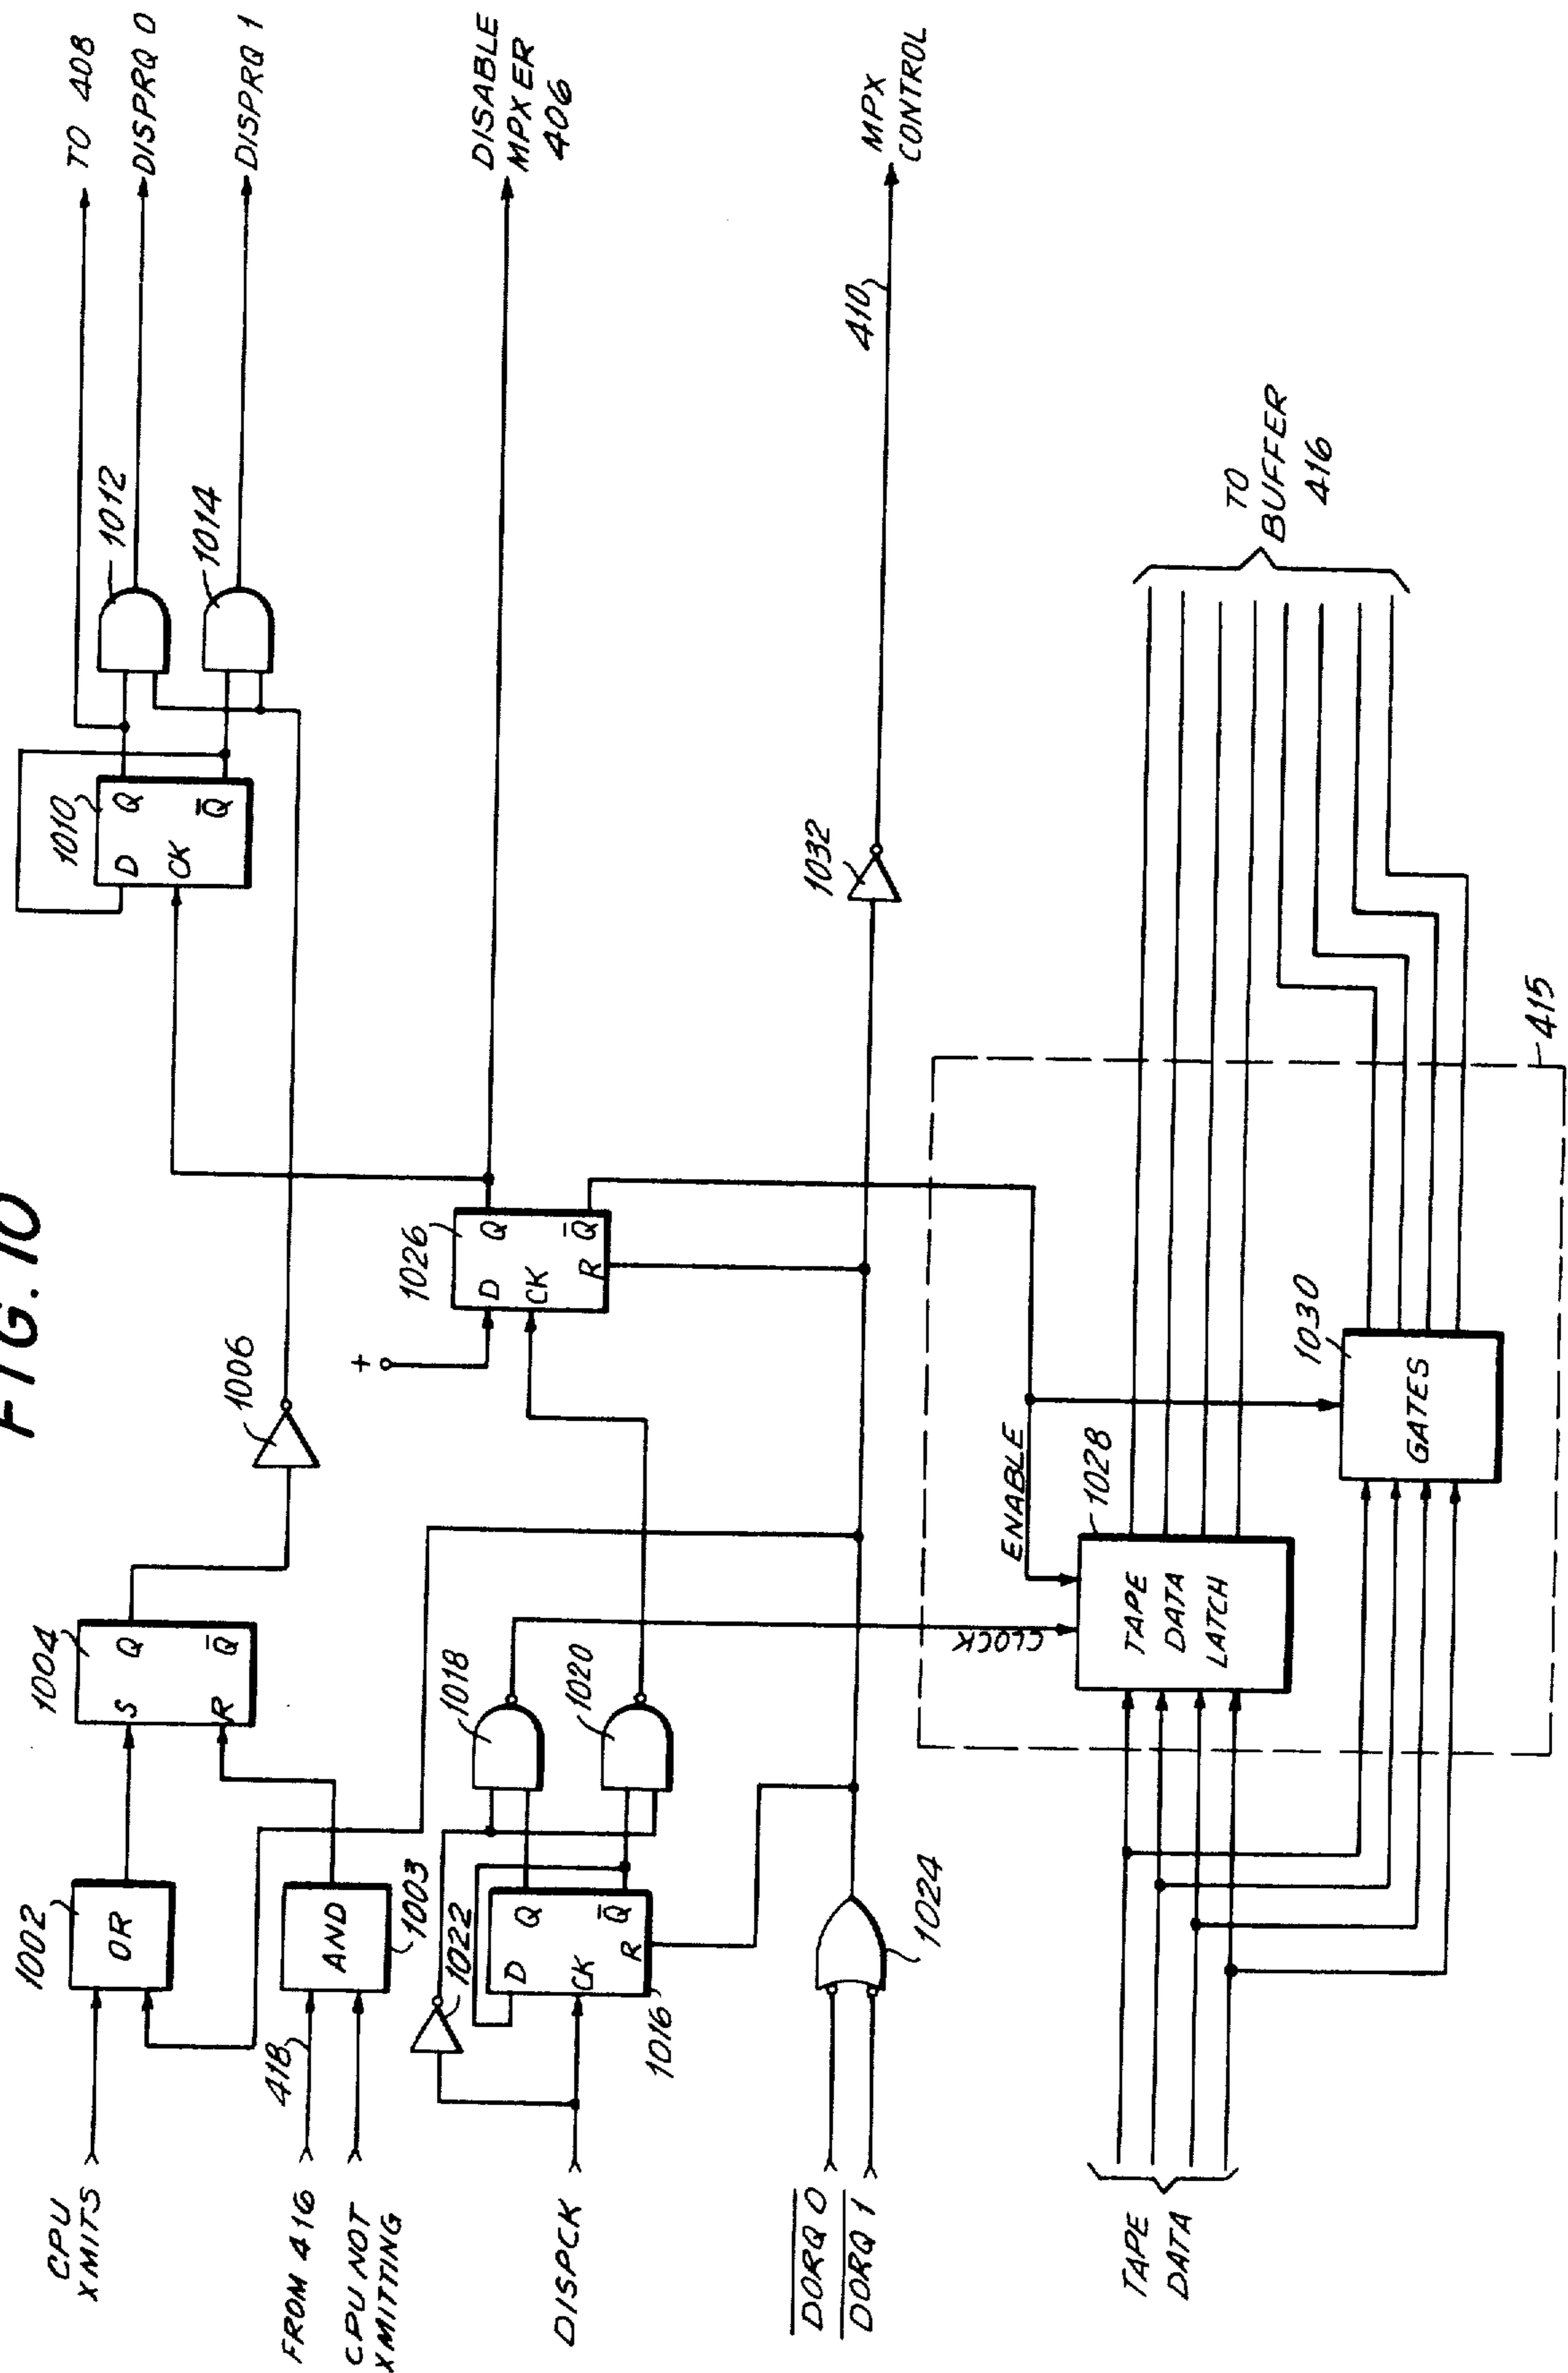 FIG. 10
CPU
XMITS
1002
OR
1004
S
Q
R
Q̅
1006
1010
D
Q
CK
Q̅
1012
1014
TO 408
DISPRQ 0
DISPRQ 1
FROM 416
418
CPU NOT
XMITTING
AND
1003
1022
D
Q
CK
Q̅
R
1016
1018
1020
+
1026
D
Q
CK
Q̅
R
DISABLE
MPXER
406
DISPCK
D̅O̅R̅Q̅ 0̅
D̅O̅R̅Q̅ 1̅
1024
1032
410
MPX
CONTROL
ENABLE
CLOCK
1028
TAPE
DATA
LATCH
1030
GATES
415
TAPE
DATA
TO
BUFFER
416